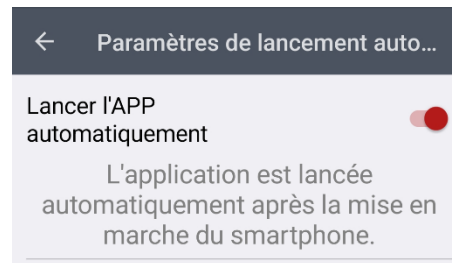 Paramètres de lancement auto...
Lancer l'APP
automatiquement
L'application est lancée
automatiquement après la mise en
marche du smartphone.